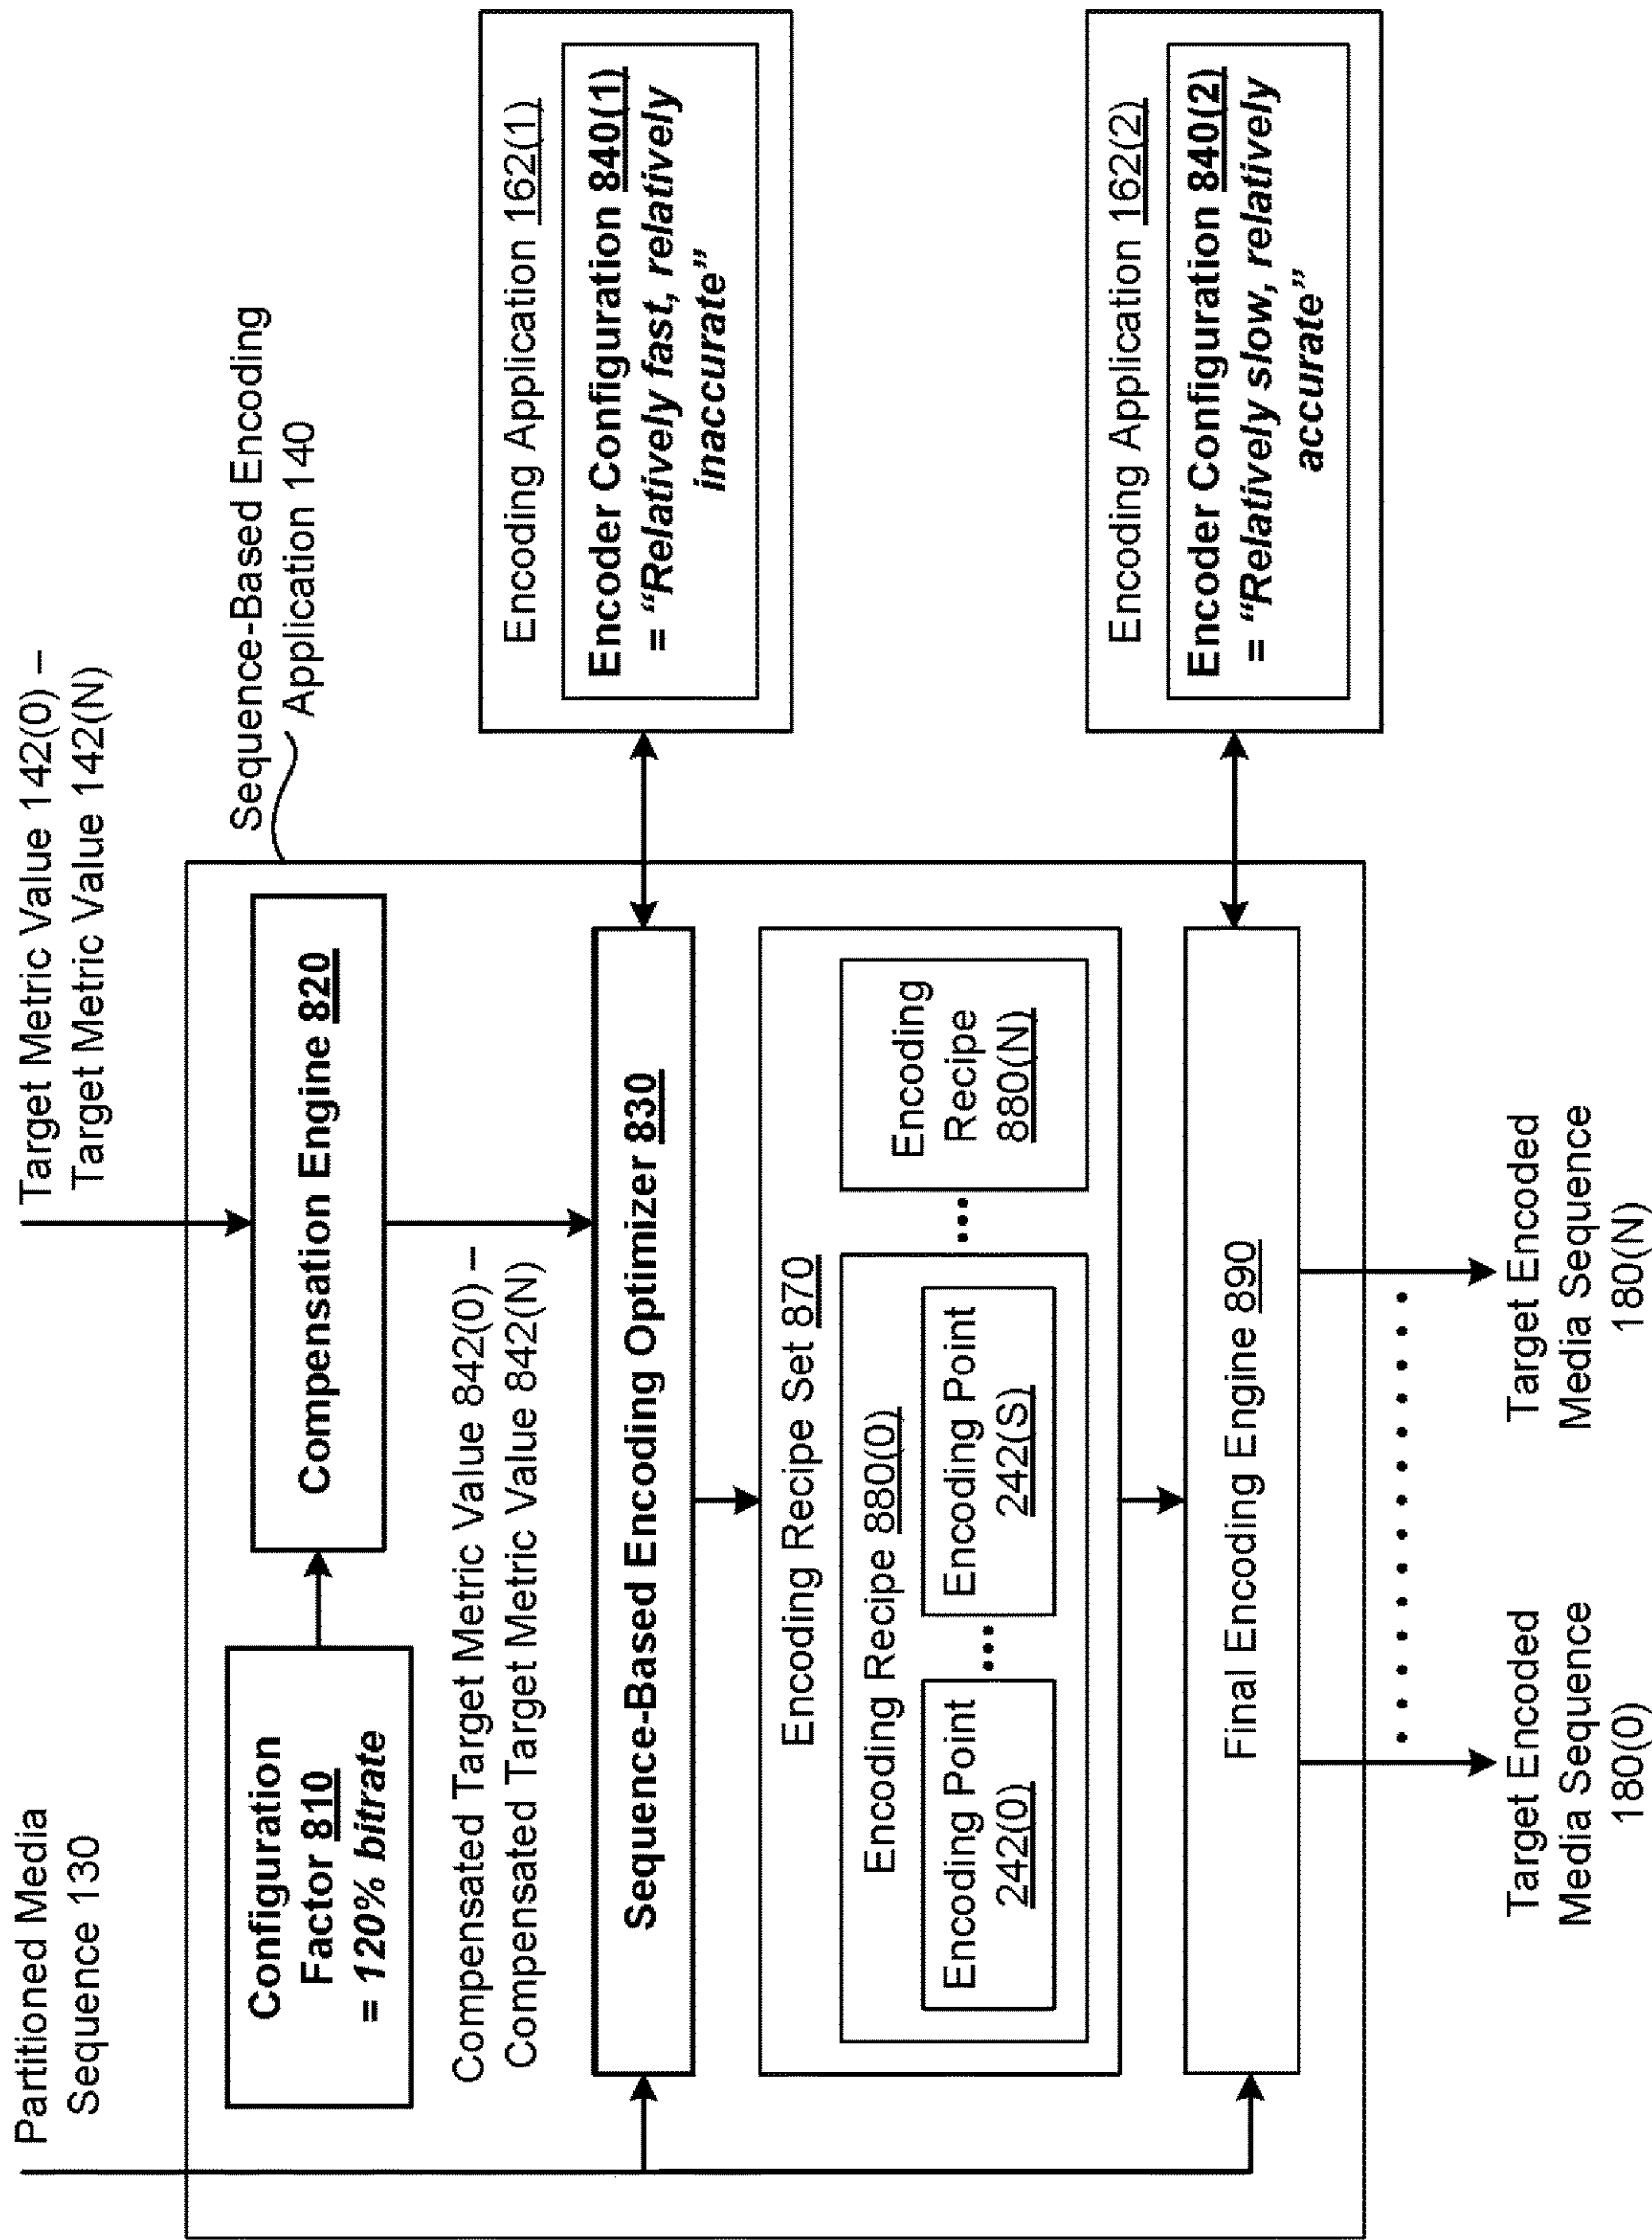 Partitioned Media
Sequence 130
Target Metric Value 142(0) –
Target Metric Value 142(N)
Sequence-Based Encoding
Application 140
Configuration
Factor 810
= 120% bitrate
Compensation Engine 820
Compensated Target Metric Value 842(0) –
Compensated Target Metric Value 842(N)
Sequence-Based Encoding Optimizer 830
Encoding Application 162(1)
Encoder Configuration 840(1)
= “Relatively fast, relatively
inaccurate”
Encoding Recipe Set 870
Encoding Recipe 880(0)
Encoding Point
242(0)
...
Encoding Point
242(S)
...
Encoding
Recipe
880(N)
Final Encoding Engine 890
Encoding Application 162(2)
Encoder Configuration 840(2)
= “Relatively slow, relatively
accurate”
Target Encoded
Media Sequence
180(0)
Target Encoded
Media Sequence
180(N)